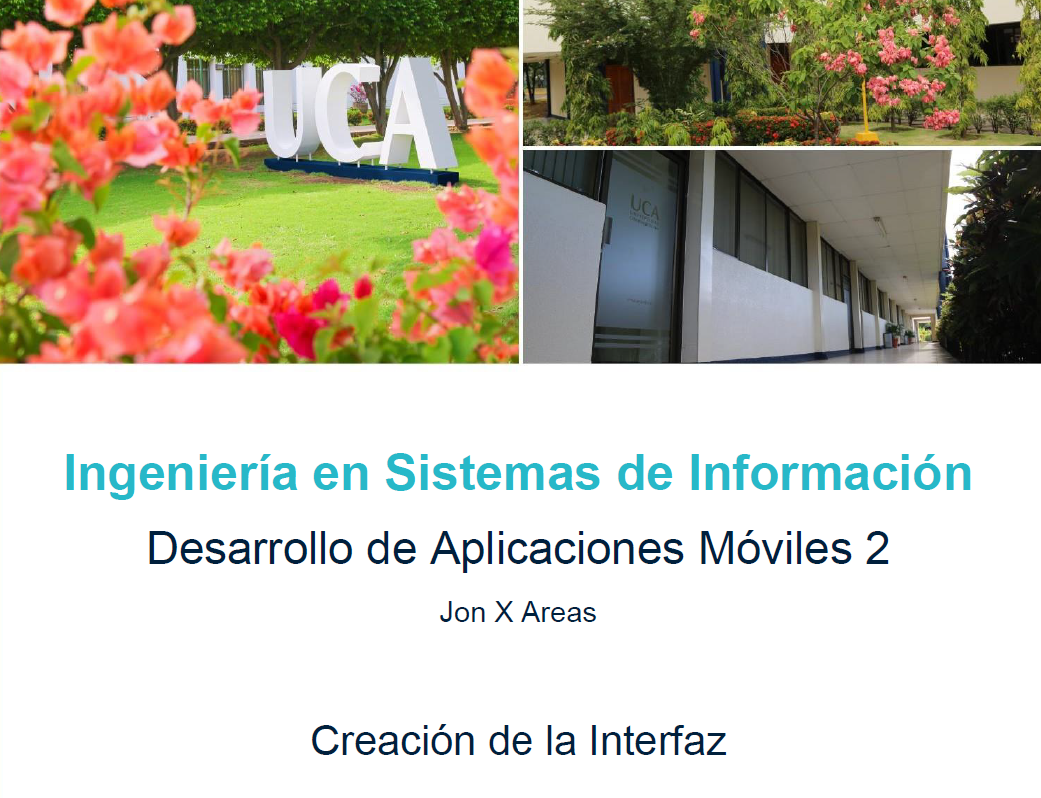 UCA
UCA
Ingeniería en Sistemas de Información
Desarrollo de Aplicaciones Móviles 2
Jon X Areas
Creación de la Interfaz